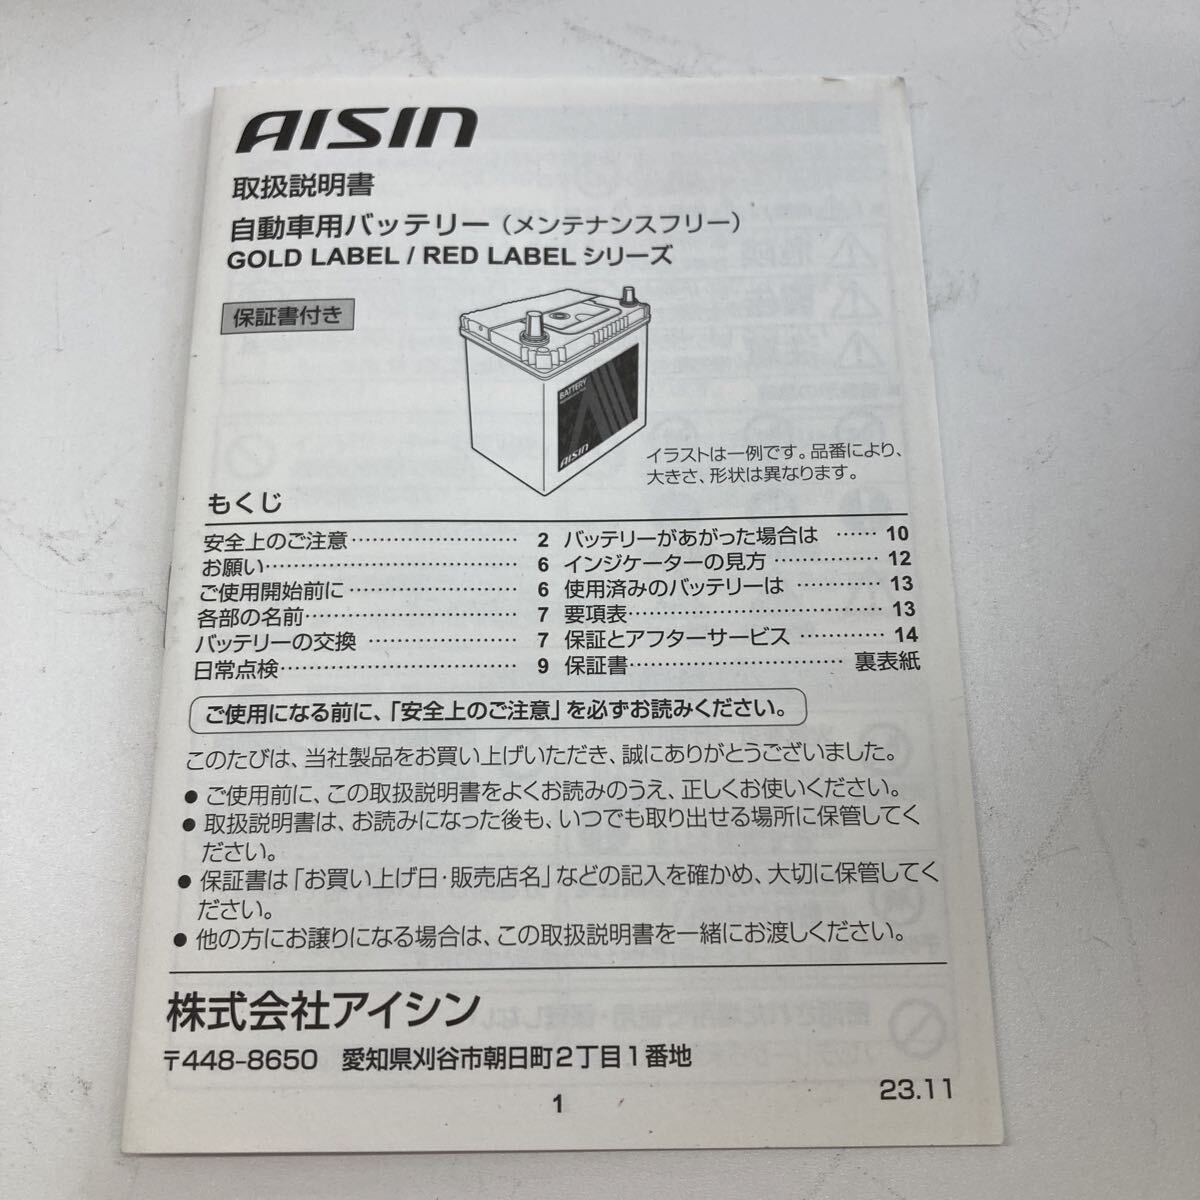 AISIN
取扱説明書
自動車用バッテリー（メンテナンスフリー）
GOLD LABEL / RED LABEL シリーズ
保証書付き
BATTERY
AISIN
イラストは一例です。品番により、
大きさ、形状は異なります。
もくじ
安全上のご注意 …………………… 2
お願い ……………………………… 6
ご使用開始前に …………………… 6
各部の名前 ………………………… 7
バッテリーの交換 ………………… 7
日常点検 …………………………… 9
バッテリーがあがった場合は …… 10
インジケーターの見方 …………… 12
使用済みのバッテリーは ………… 13
要項表 ……………………………… 13
保証とアフターサービス ………… 14
保証書 ………………………… 裏表紙
ご使用になる前に、「安全上のご注意」を必ずお読みください。
このたびは、当社製品をお買い上げいただき、誠にありがとうございました。
● ご使用前に、この取扱説明書をよくお読みのうえ、正しくお使いください。
● 取扱説明書は、お読みになった後も、いつでも取り出せる場所に保管してく
ださい。
● 保証書は「お買い上げ日・販売店名」などの記入を確かめ、大切に保管してく
ださい。
● 他の方にお譲りになる場合は、この取扱説明書を一緒にお渡しください。
株式会社アイシン
〒448-8650 愛知県刈谷市朝日町2丁目1番地
1
23.11